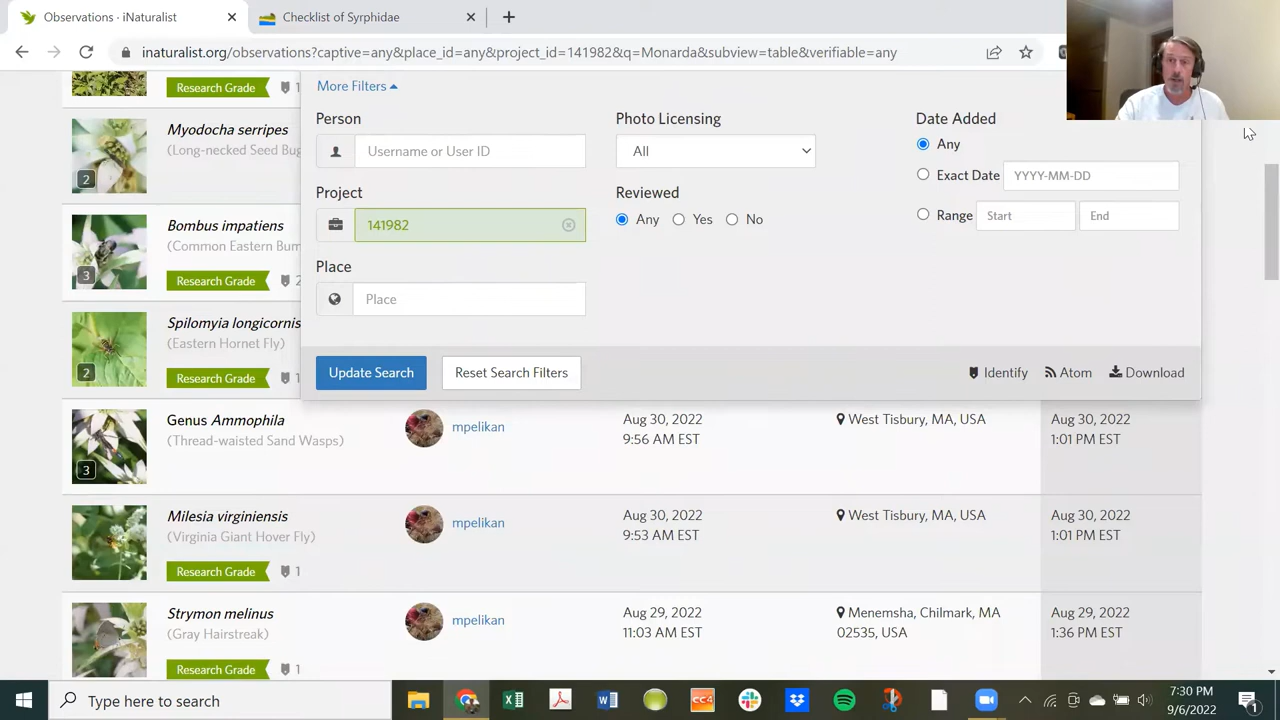 Observations · iNaturalist
Checklist of Syrphidae
inaturalist.org/observations?captive=any&place_id=any&project_id=141982&q=Monarda&subview=table&verifiable=any
More Filters
Research Grade 1
Person
Photo Licensing
Date Added
Myodocha serripes
(Long-necked Seed Bug
2
Username or User ID
All
Any
Exact Date YYYY-MM-DD
Project
Reviewed
141982
Any Yes No
Range Start End
Bombus impatiens
(Common Eastern Bum
3
Research Grade 2
Place
Place
Spilomyia longicornis
(Eastern Hornet Fly)
2
Research Grade 1
Update Search
Reset Search Filters
Identify Atom Download
Genus Ammophila
(Thread-waisted Sand Wasps)
3
mpelikan
Aug 30, 2022
9:56 AM EST
West Tisbury, MA, USA
Aug 30, 2022
1:01 PM EST
Milesia virginiensis
(Virginia Giant Hover Fly)
Research Grade 1
mpelikan
Aug 30, 2022
9:53 AM EST
West Tisbury, MA, USA
Aug 30, 2022
1:01 PM EST
Strymon melinus
(Gray Hairstreak)
Research Grade 1
mpelikan
Aug 29, 2022
11:03 AM EST
Menemsha, Chilmark, MA
02535, USA
Aug 29, 2022
1:36 PM EST
Type here to search
CC4
7:30 PM
9/6/2022
1